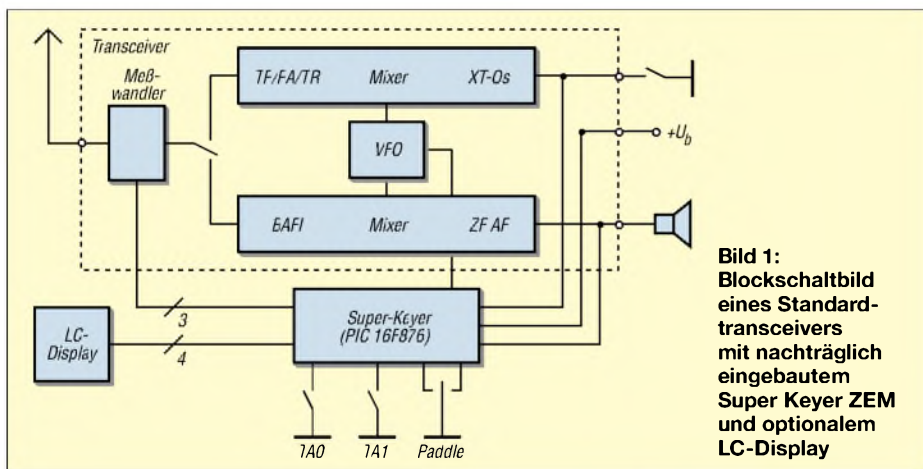 Transceiver
Meß-
wandler
TF/FA/TR Mixer XT-Os
VFO
+Ub
BAFI Mixer ZF AF
3
4
LC-
Display
Super-Keyer
(PIC 16F876)
TA0 TA1 Paddle
Bild 1:
Blockschaltbild
eines Standard-
transceivers
mit nachträglich
eingebautem
Super Keyer ZEM
und optionalem
LC-Display